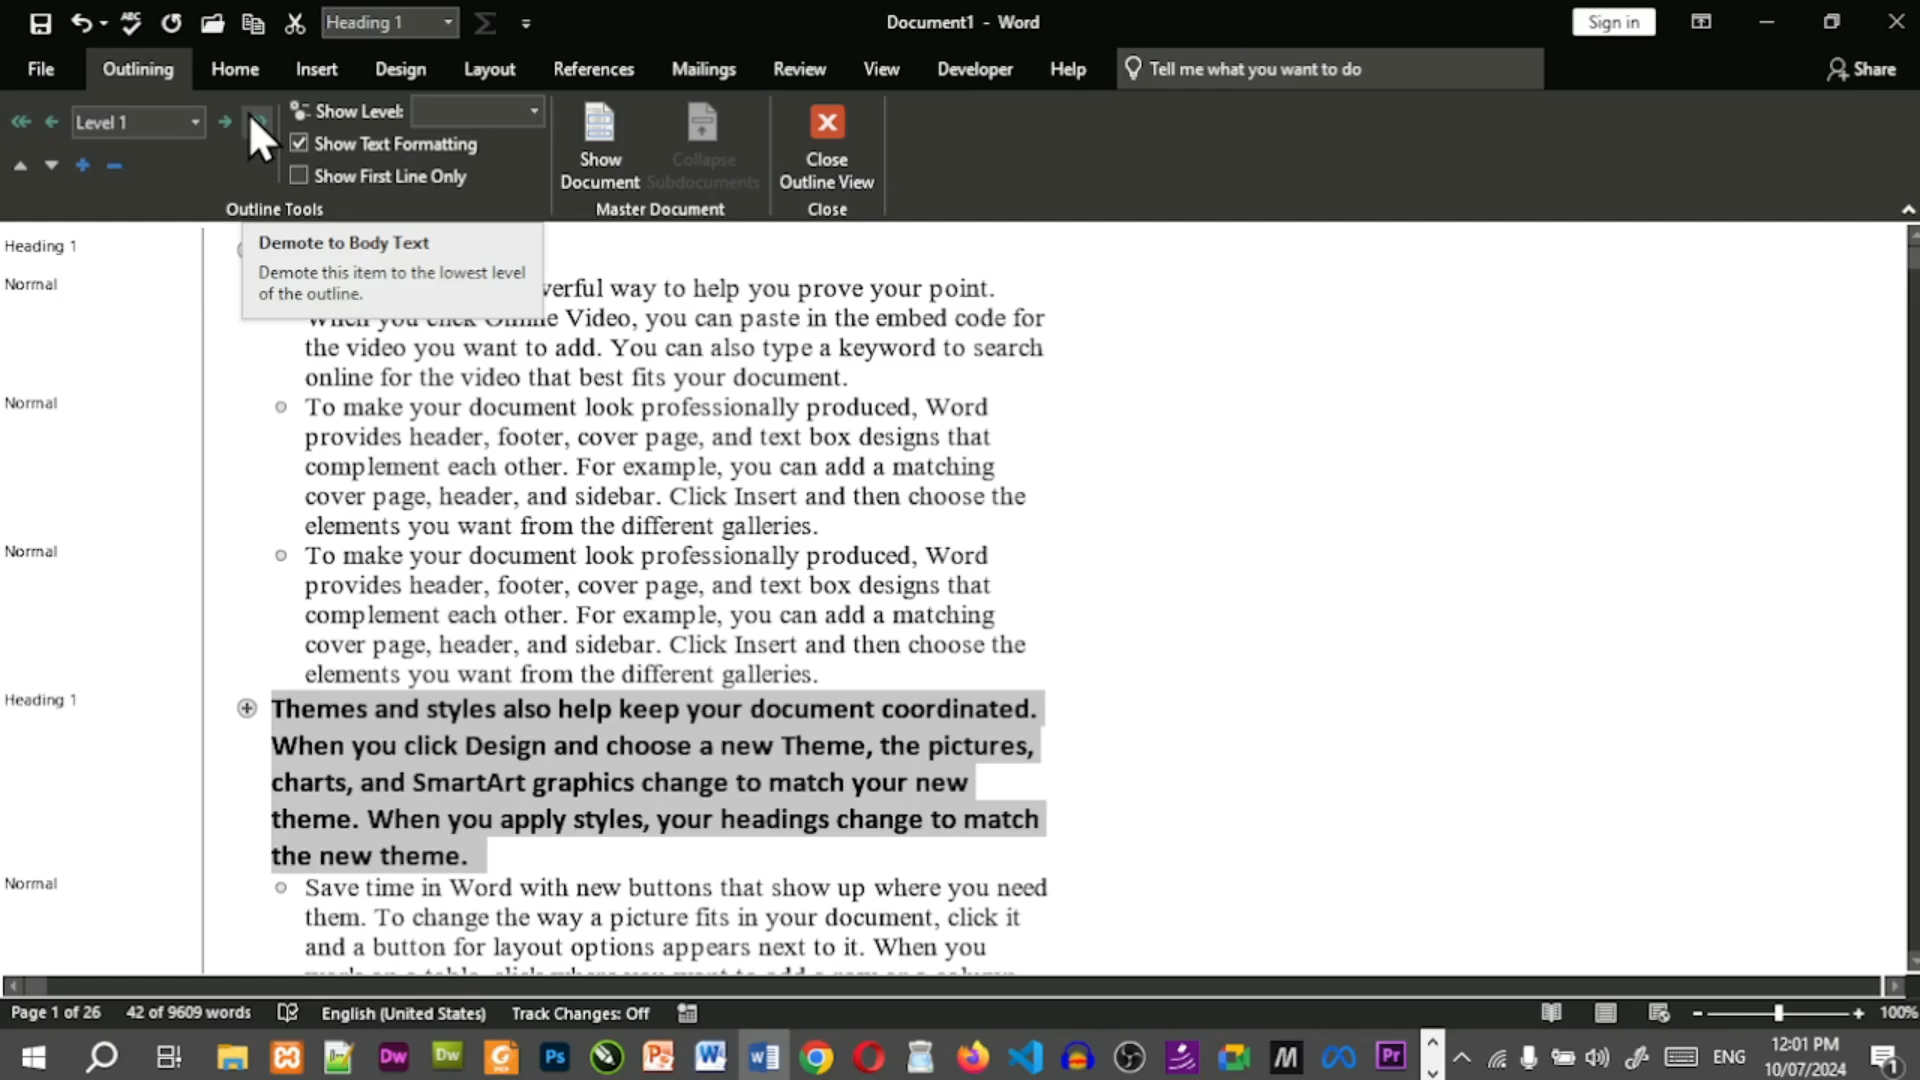 Heading 1
Document1 - Word
Sign in
File
Outlining
Home
Insert
Design
Layout
References
Mailings
Review
View
Developer
Help
Tell me what you want to do
Share
Level 1
Show Level:
Show Text Formatting
Show First Line Only
Outline Tools
Show
Document
Collapse
Subdocuments
Master Document
Close
Outline View
Close
Demote to Body Text
Demote this item to the lowest level
of the outline.
Heading 1
Normal
verful way to help you prove your point.
When you click Online Video, you can paste in the embed code for
the video you want to add. You can also type a keyword to search
online for the video that best fits your document.
Normal
To make your document look professionally produced, Word
provides header, footer, cover page, and text box designs that
complement each other. For example, you can add a matching
cover page, header, and sidebar. Click Insert and then choose the
elements you want from the different galleries.
Normal
To make your document look professionally produced, Word
provides header, footer, cover page, and text box designs that
complement each other. For example, you can add a matching
cover page, header, and sidebar. Click Insert and then choose the
elements you want from the different galleries.
Heading 1
Themes and styles also help keep your document coordinated.
When you click Design and choose a new Theme, the pictures,
charts, and SmartArt graphics change to match your new
theme. When you apply styles, your headings change to match
the new theme.
Normal
Save time in Word with new buttons that show up where you need
them. To change the way a picture fits in your document, click it
and a button for layout options appears next to it. When you
Page 1 of 26
42 of 9609 words
English (United States)
Track Changes: Off
100%
Dw
Dw
Ps
M
Pr
ENG
12:01 PM
10/07/2024
1